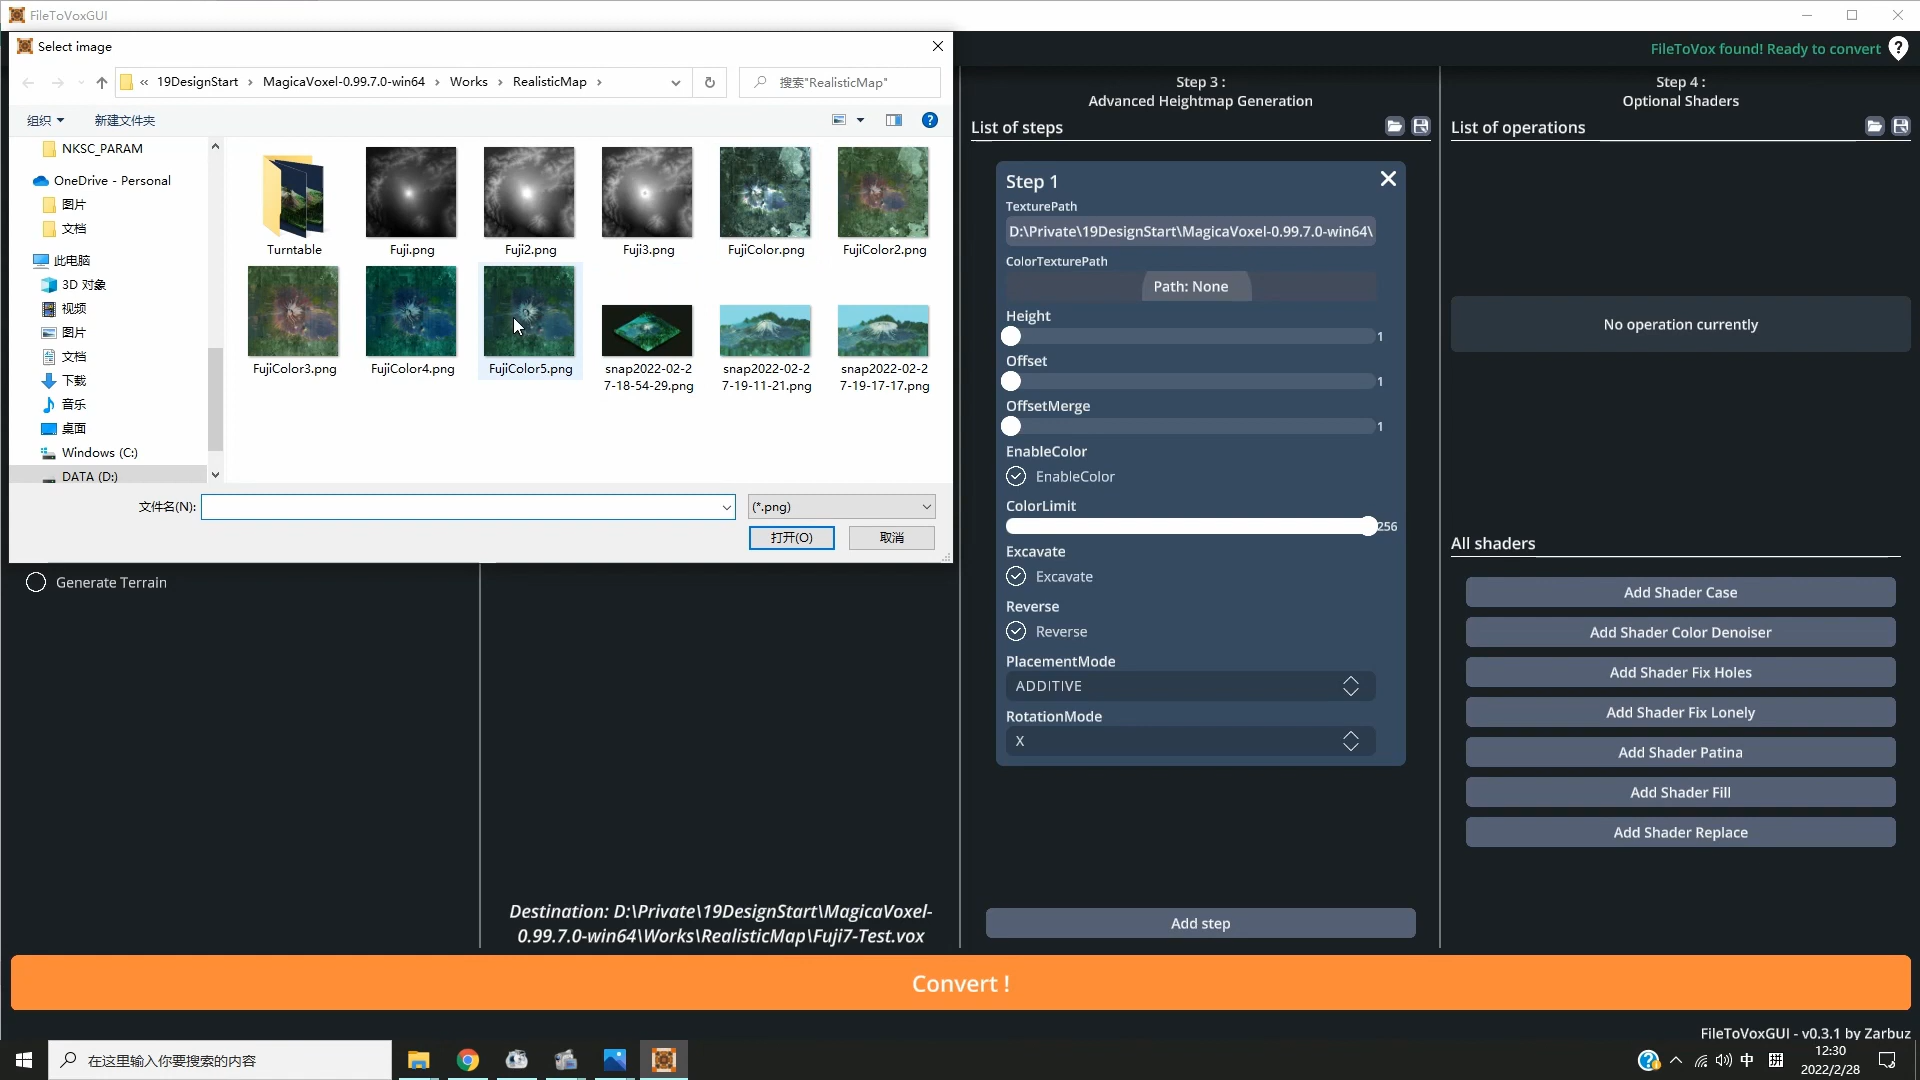 FileToVoxGUI
Select image
« 19DesignStart › MagicaVoxel-0.99.7.0-win64 › Works › RealisticMap ›
搜索"RealisticMap"
组织
新建文件夹
NKSC_PARAM
OneDrive - Personal
图片
文档
此电脑
3D 对象
视频
图片
文档
下载
音乐
桌面
Windows (C:)
DATA (D:)
Turntable
Fuji.png
Fuji2.png
Fuji3.png
FujiColor.png
FujiColor2.png
FujiColor3.png
FujiColor4.png
FujiColor5.png
snap2022-02-2
7-18-54-29.png
snap2022-02-2
7-19-11-21.png
snap2022-02-2
7-19-17-17.png
文件名(N):
(*.png)
打开(O)
取消
Generate Terrain
Destination: D:\Private\19DesignStart\MagicaVoxel-
0.99.7.0-win64\Works\RealisticMap\Fuji7-Test.vox
FileToVox found! Ready to convert
Step 3 :
Advanced Heightmap Generation
List of steps
Step 1
TexturePath
D:\Private\19DesignStart\MagicaVoxel-0.99.7.0-win64\
ColorTexturePath
Path: None
Height
1
Offset
1
OffsetMerge
1
EnableColor
EnableColor
ColorLimit
256
Excavate
Excavate
Reverse
Reverse
PlacementMode
ADDITIVE
RotationMode
X
Add step
Step 4 :
Optional Shaders
List of operations
No operation currently
All shaders
Add Shader Case
Add Shader Color Denoiser
Add Shader Fix Holes
Add Shader Fix Lonely
Add Shader Patina
Add Shader Fill
Add Shader Replace
Convert !
FileToVoxGUI - v0.3.1 by Zarbuz
在这里输入你要搜索的内容
中
拼
12:30
2022/2/28